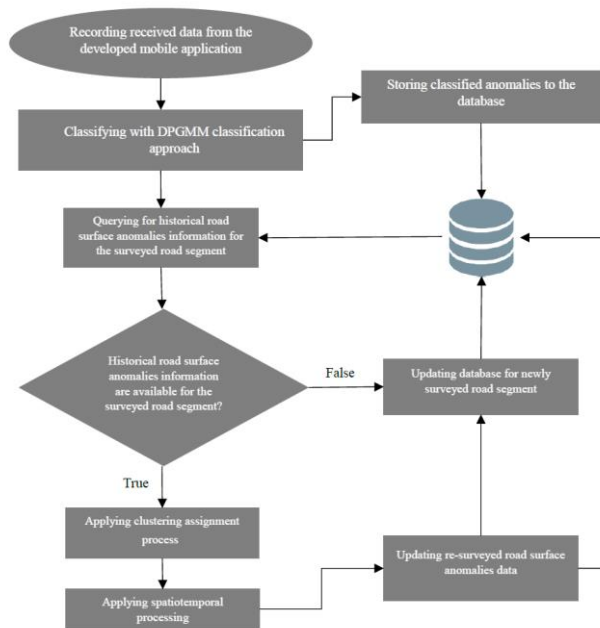 Recording received data from the
developed mobile application
Storing classified anomalies to the
database
Classifying with DPGMM classification
approach
Querying for historical road
surface anomalies information for
the surveyed road segment
Historical road surface
anomalies information
are available for the
surveyed road segment?
False
Updating database for newly
surveyed road segment
True
Applying clustering assignment
process
Updating re-surveyed road surface
anomalies data
Applying spatiotemporal
processing